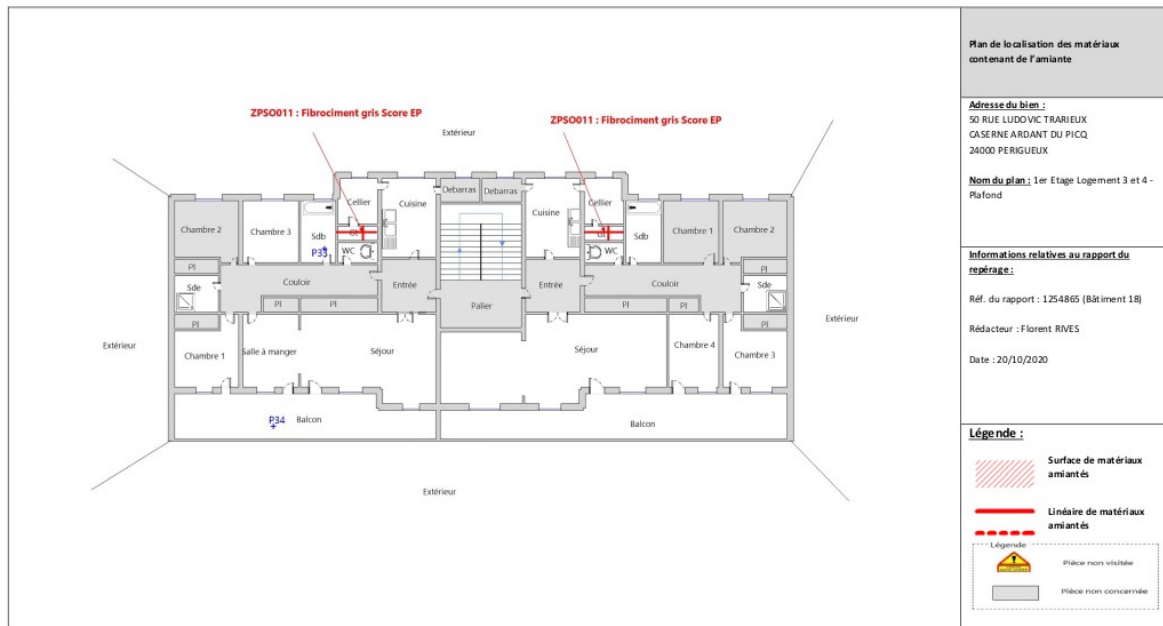 ZPSO011 : Fibrociment gris Score EP
ZPSO011 : Fibrociment gris Score EP
Extérieur
Debarras
Debarras
Cellier
Cuisine
Cuisine
Cellier
Chambre 2
Chambre 3
Sdb
P33
Gt
WC
Gt
WC
Sdb
Chambre 1
Chambre 2
Pl
Sde
Couloir
Entrée
Palier
Entrée
Couloir
Pl
Sde
Pl
Pl
Pl
Pl
Pl
Pl
Extérieur
Chambre 1
Salle à manger
Séjour
Séjour
Chambre 4
Chambre 3
Extérieur
P34
Balcon
Balcon
Extérieur
Plan de localisation des matériaux
contenant de l'amiante
Adresse du bien :
50 RUE LUDOVIC TRARIEUX
CASERNE ARDANT DU PICQ
24000 PERIGUEUX
Nom du plan : 1er Etage Logement 3 et 4 -
Plafond
Informations relatives au rapport du
repérage :
Réf. du rapport : 1254865 (Bâtiment 18)
Rédacteur : Florent RIVES
Date : 20/10/2020
Légende :
Surface de matériaux
amiantés
Linéaire de matériaux
amiantés
Légende
Pièce non visitée
Pièce non concernée